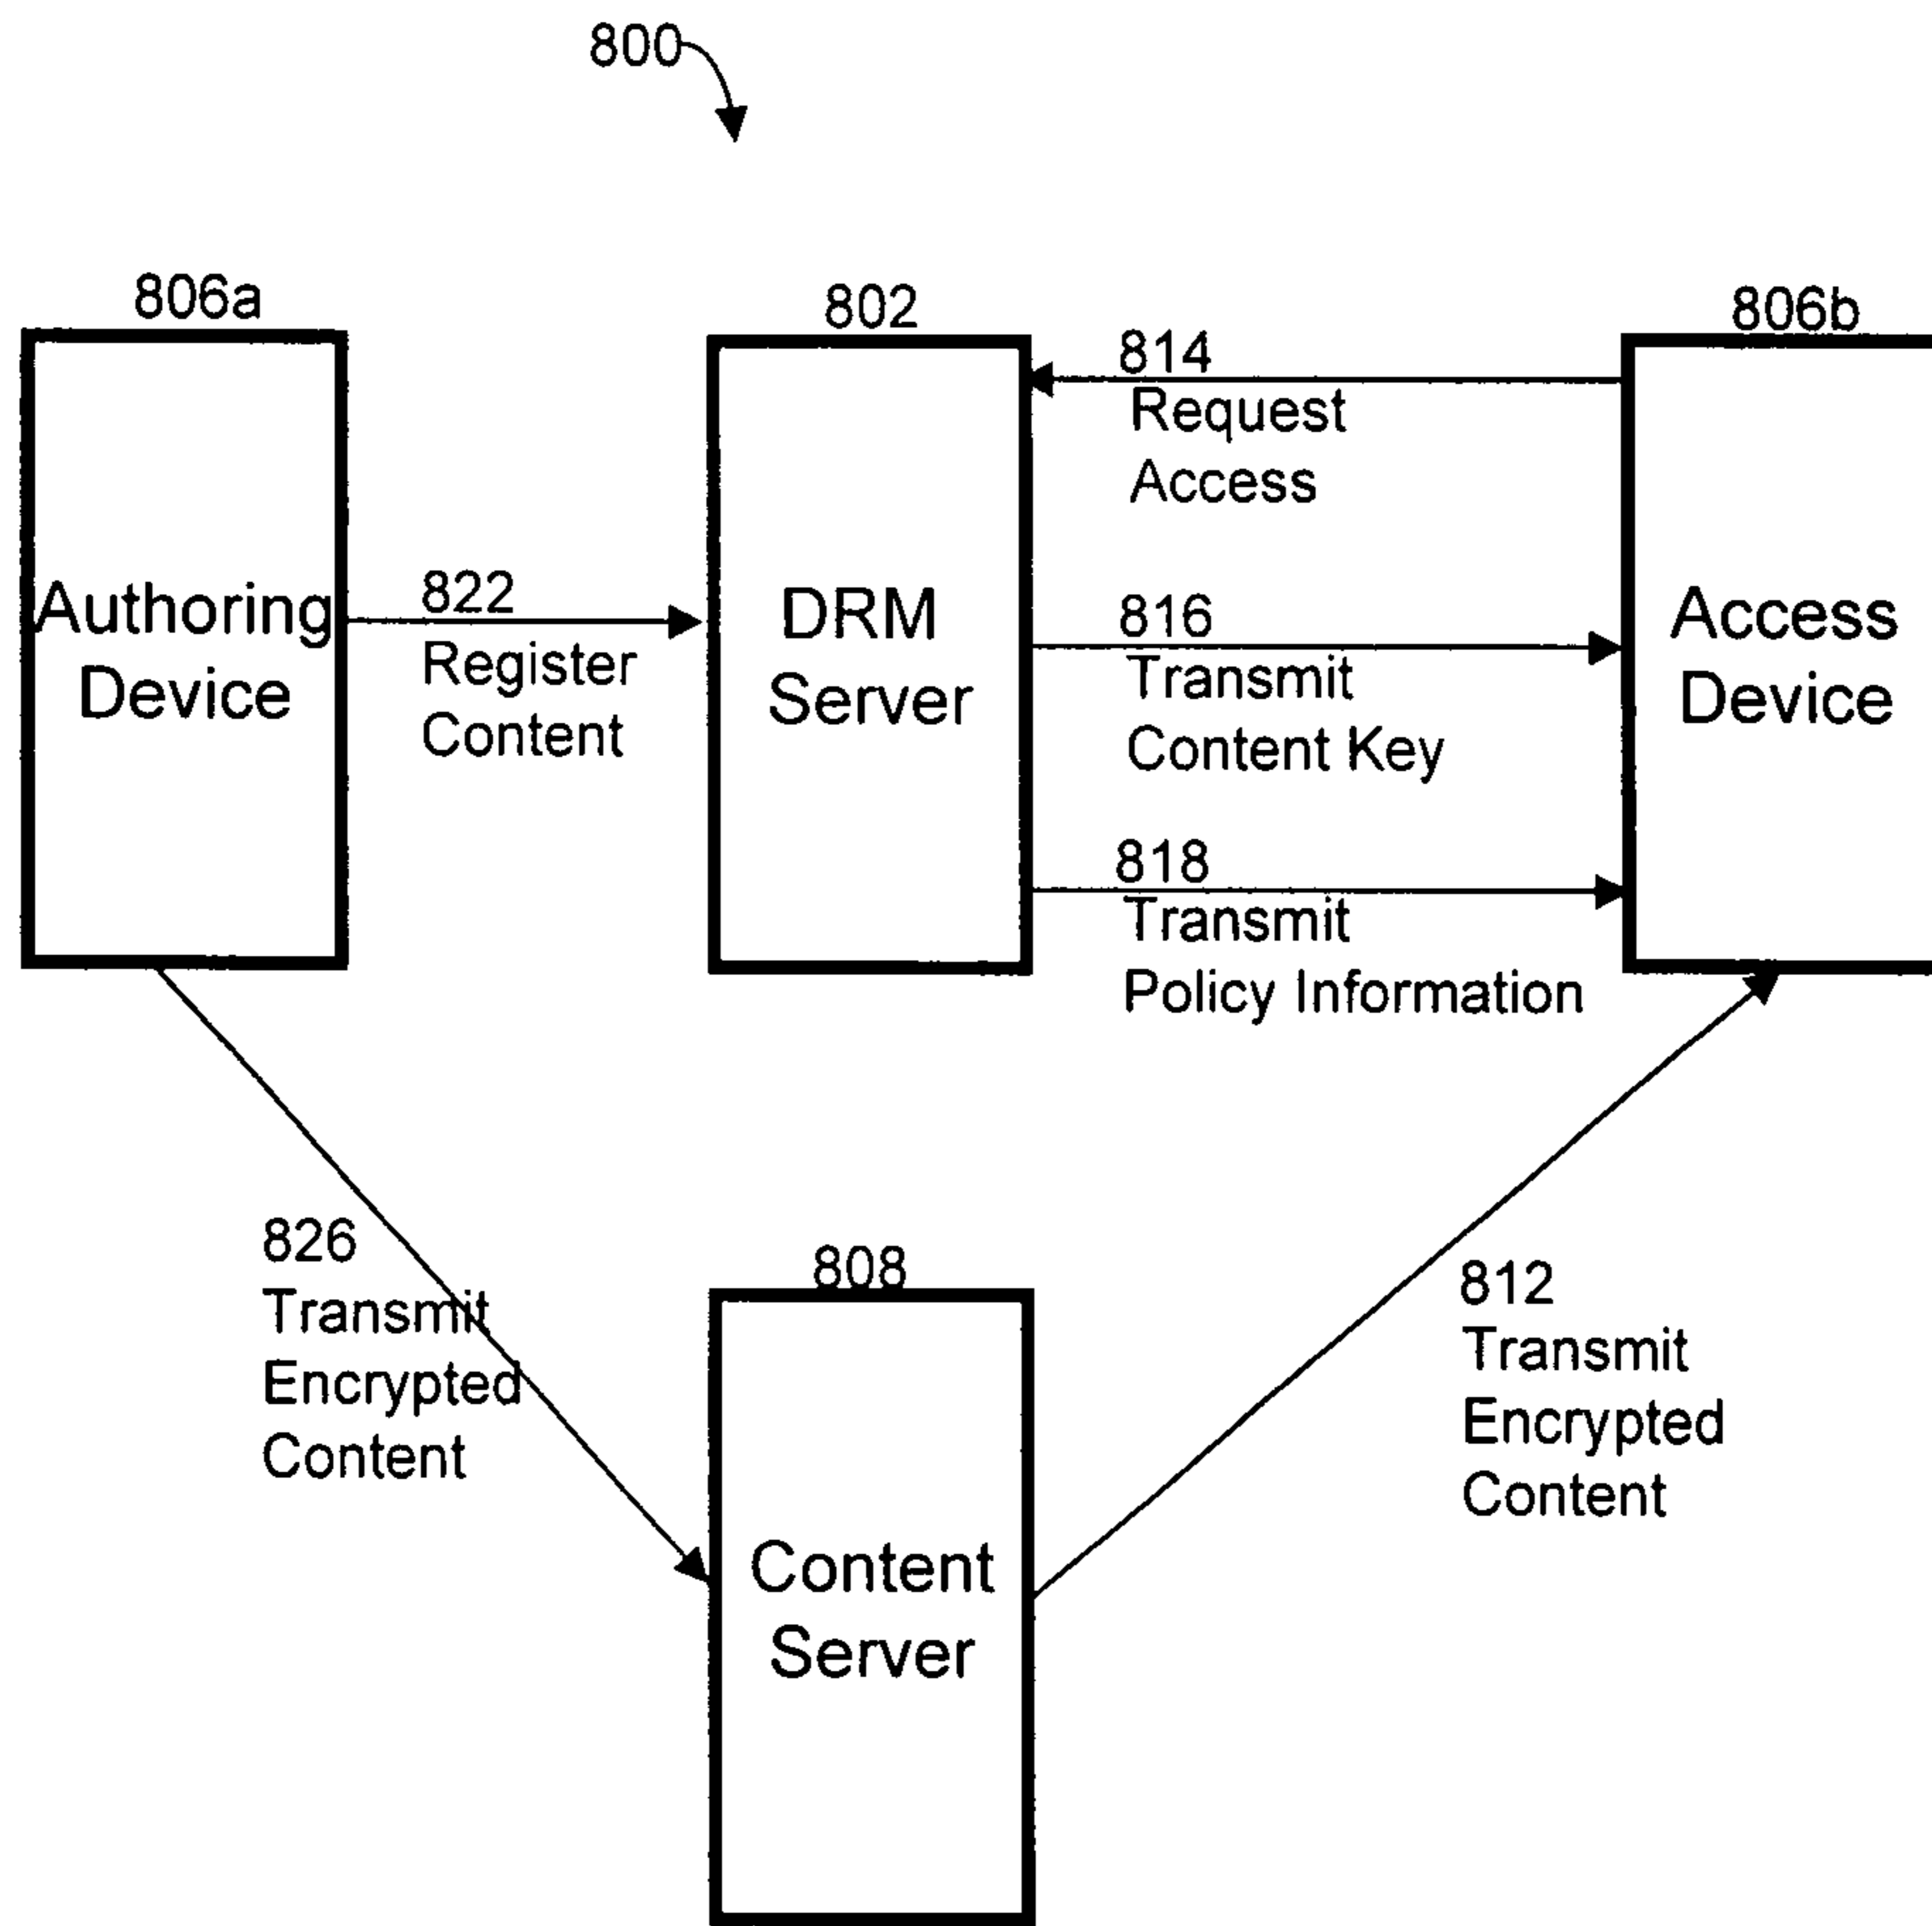 800
806a
802
806b
814
Request
Access
Authoring
Device
822
Register
Content
DRM
Server
816
Transmit
Content Key
Access
Device
818
Transmit
Policy Information
826
Transmit
Encrypted
Content
808
812
Transmit
Encrypted
Content
Content
Server